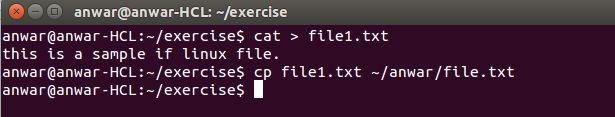 anwar@anwar-HCL: ~/exercise
anwar@anwar-HCL:~/exercise$ cat > file1.txt
this is a sample if linux file.
anwar@anwar-HCL:~/exercise$ cp file1.txt ~/anwar/file.txt
anwar@anwar-HCL:~/exercise$